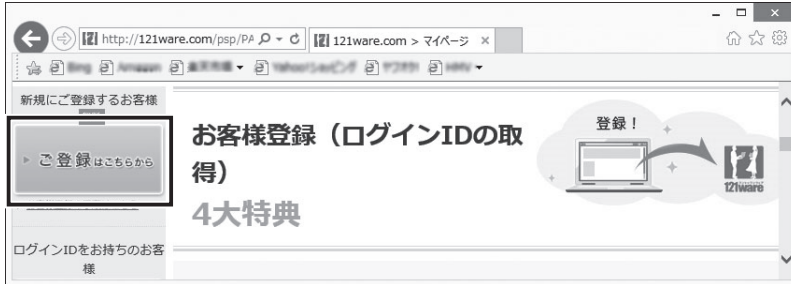 http://121ware.com/psp/PA
121ware.com > マイページ
Bing
新規にご登録するお客様
ご登録はこちらから
お客様登録（ログインIDの取
得）
4大特典
登録！
121ware
ログインIDをお持ちのお客
様